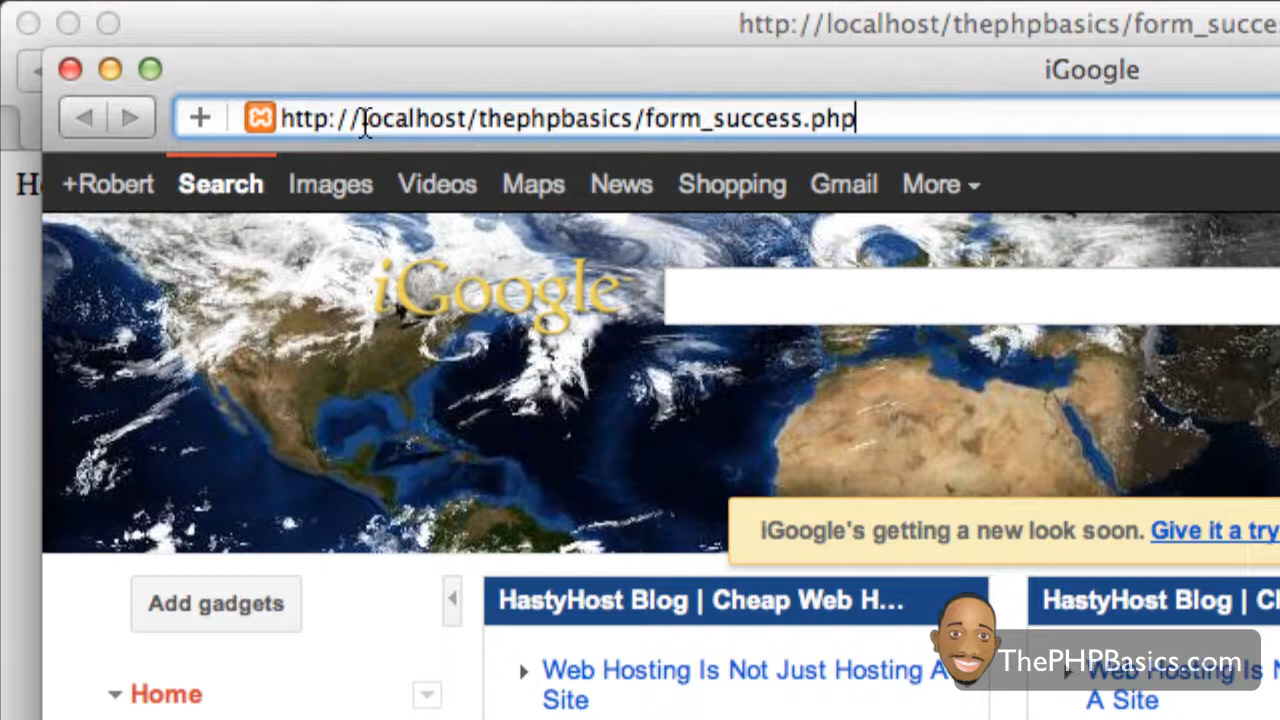 http://localhost/thephpbasics/form_succe
iGoogle
http://localhost/thephpbasics/form_success.php
+Robert Search Images Videos Maps News Shopping Gmail More
iGoogle™
iGoogle's getting a new look soon. Give it a try
Add gadgets
HastyHost Blog | Cheap Web H...
HastyHost Blog | Cl
Web Hosting Is Not Just Hosting A
Site
Web Hosting Is N
A Site
ThePHPBasics.com
Home